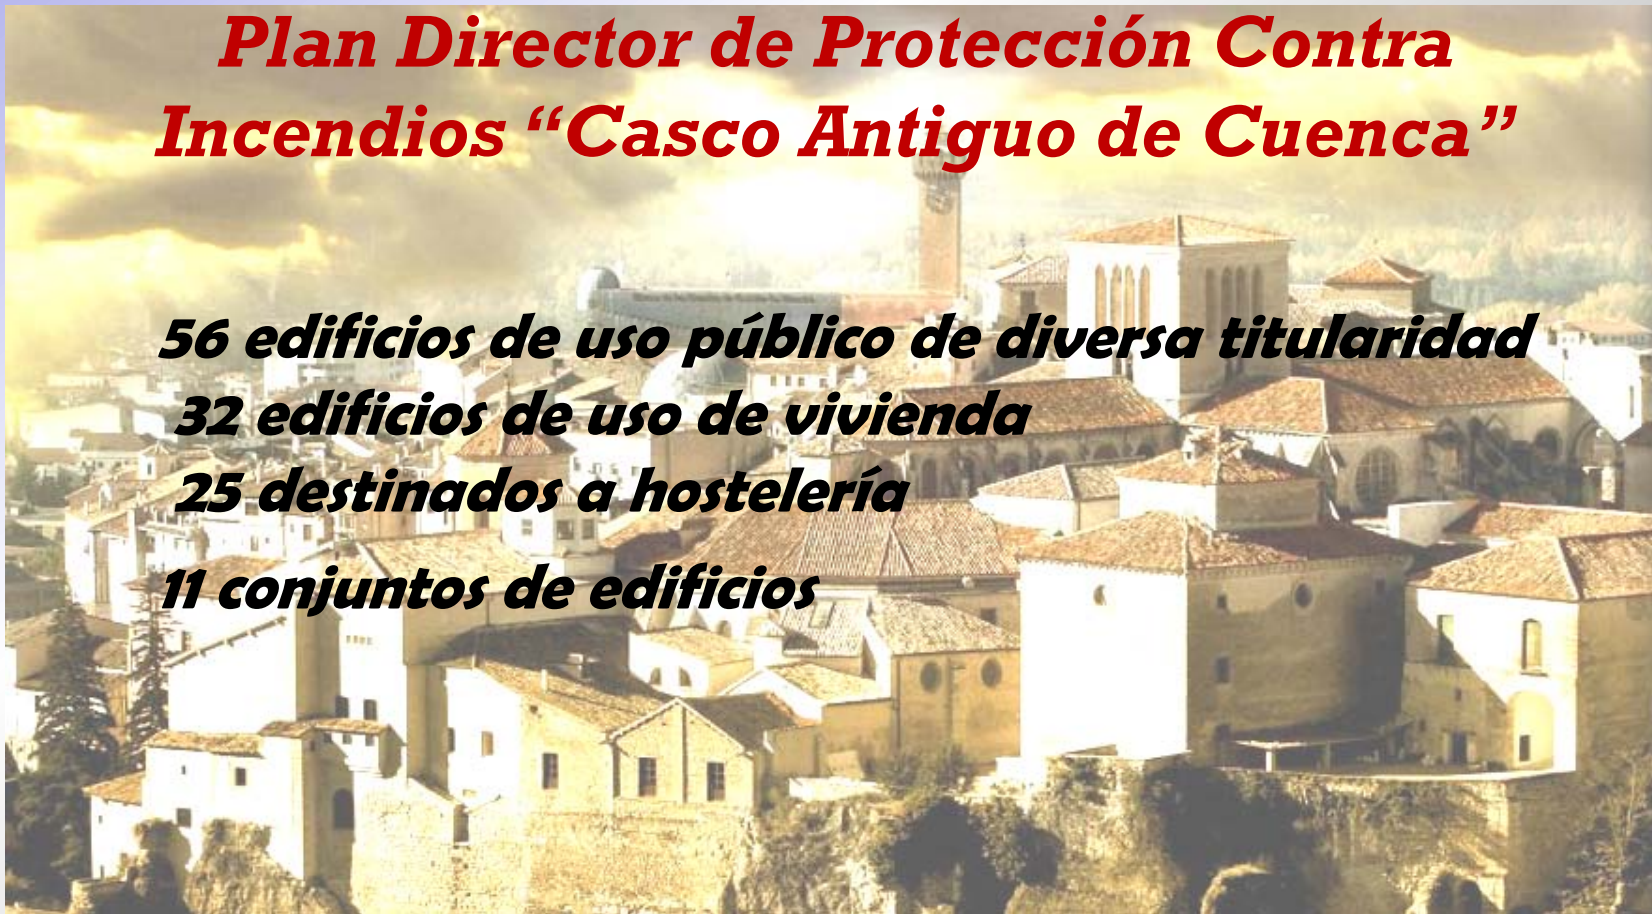 Plan Director de Protección Contra
Incendios “Casco Antiguo de Cuenca”
56 edificios de uso público de diversa titularidad
32 edificios de uso de vivienda
25 destinados a hostelería
11 conjuntos de edificios